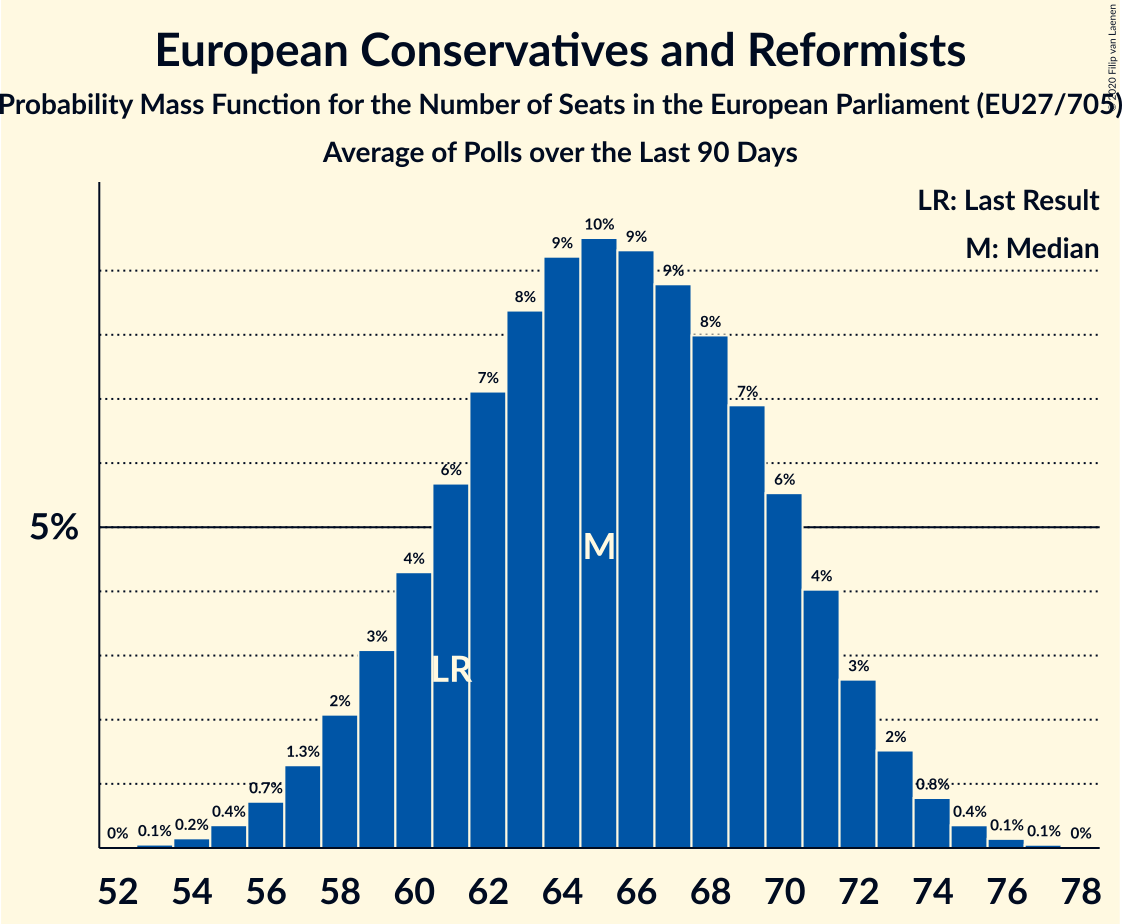 European Conservatives and Reformists
Probability Mass Function for the Number of Seats in the European Parliament (EU27/705)
Average of Polls over the Last 90 Days
© 2020 Filip van Laenen
LR: Last Result
M: Median
10%
9% 9%
9%
8% 8%
7% 7%
6% 6%
5%
M
4% 4%
3% LR 3%
2% 2%
1.3%
0.7% 0.8%
0% 0.1% 0.2% 0.4% 0.4% 0.1% 0.1% 0%
52 54 56 58 60 62 64 66 68 70 72 74 76 78